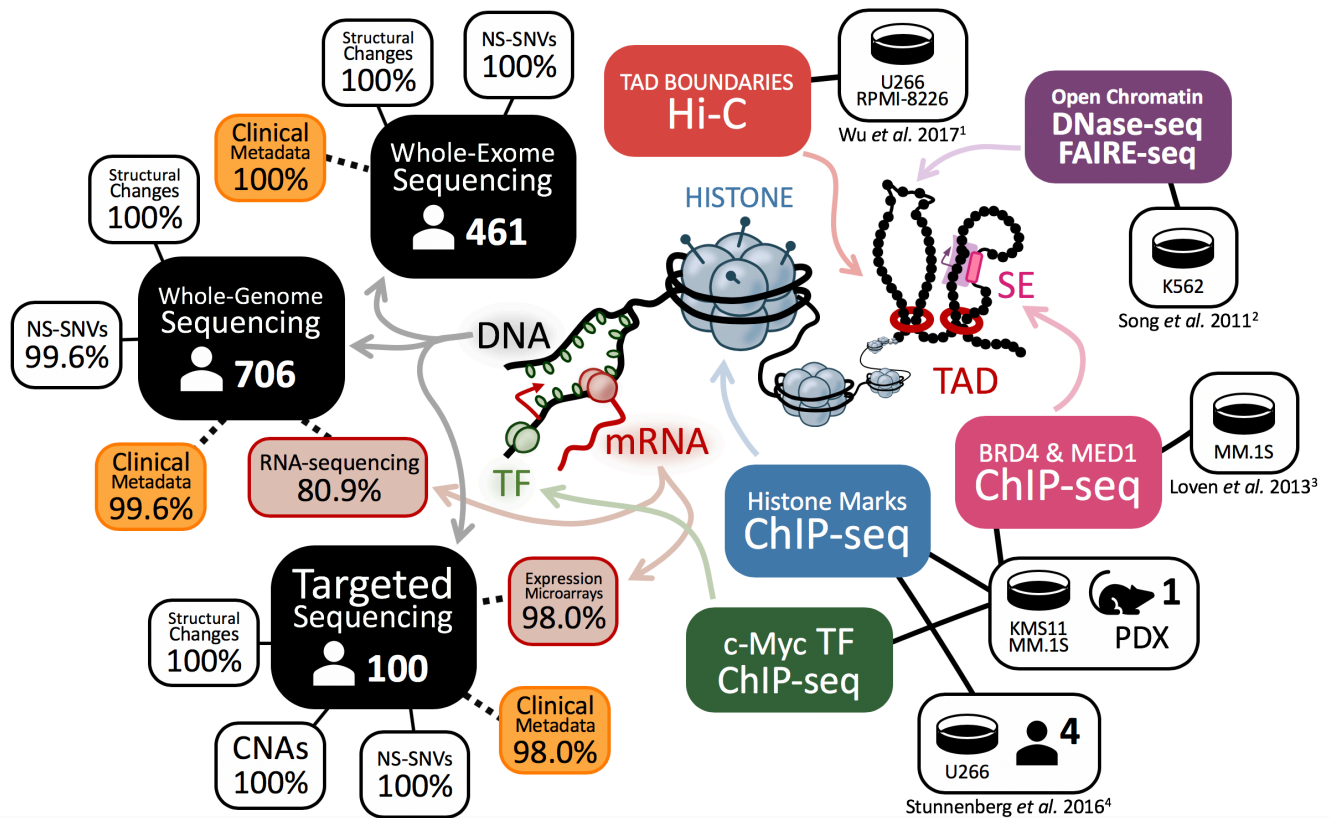 Structural
Changes
100%
NS-SNVs
100%
Clinical
Metadata
100%
Whole-Exome
Sequencing
461
Structural
Changes
100%
NS-SNVs
99.6%
Whole-Genome
Sequencing
706
Clinical
Metadata
99.6%
RNA-sequencing
80.9%
Targeted
Sequencing
100
Structural
Changes
100%
CNAs
100%
NS-SNVs
100%
Clinical
Metadata
98.0%
Expression
Microarrays
98.0%
DNA
mRNA
TF
HISTONE
TAD BOUNDARIES
Hi-C
U266
RPMI-8226
Wu et al. 2017¹
Open Chromatin
DNase-seq
FAIRE-seq
K562
Song et al. 2011²
SE
TAD
BRD4 & MED1
ChIP-seq
MM.1S
Loven et al. 2013³
Histone Marks
ChIP-seq
c-Myc TF
ChIP-seq
KMS11
MM.1S
1
PDX
U266
4
Stunnenberg et al. 2016⁴